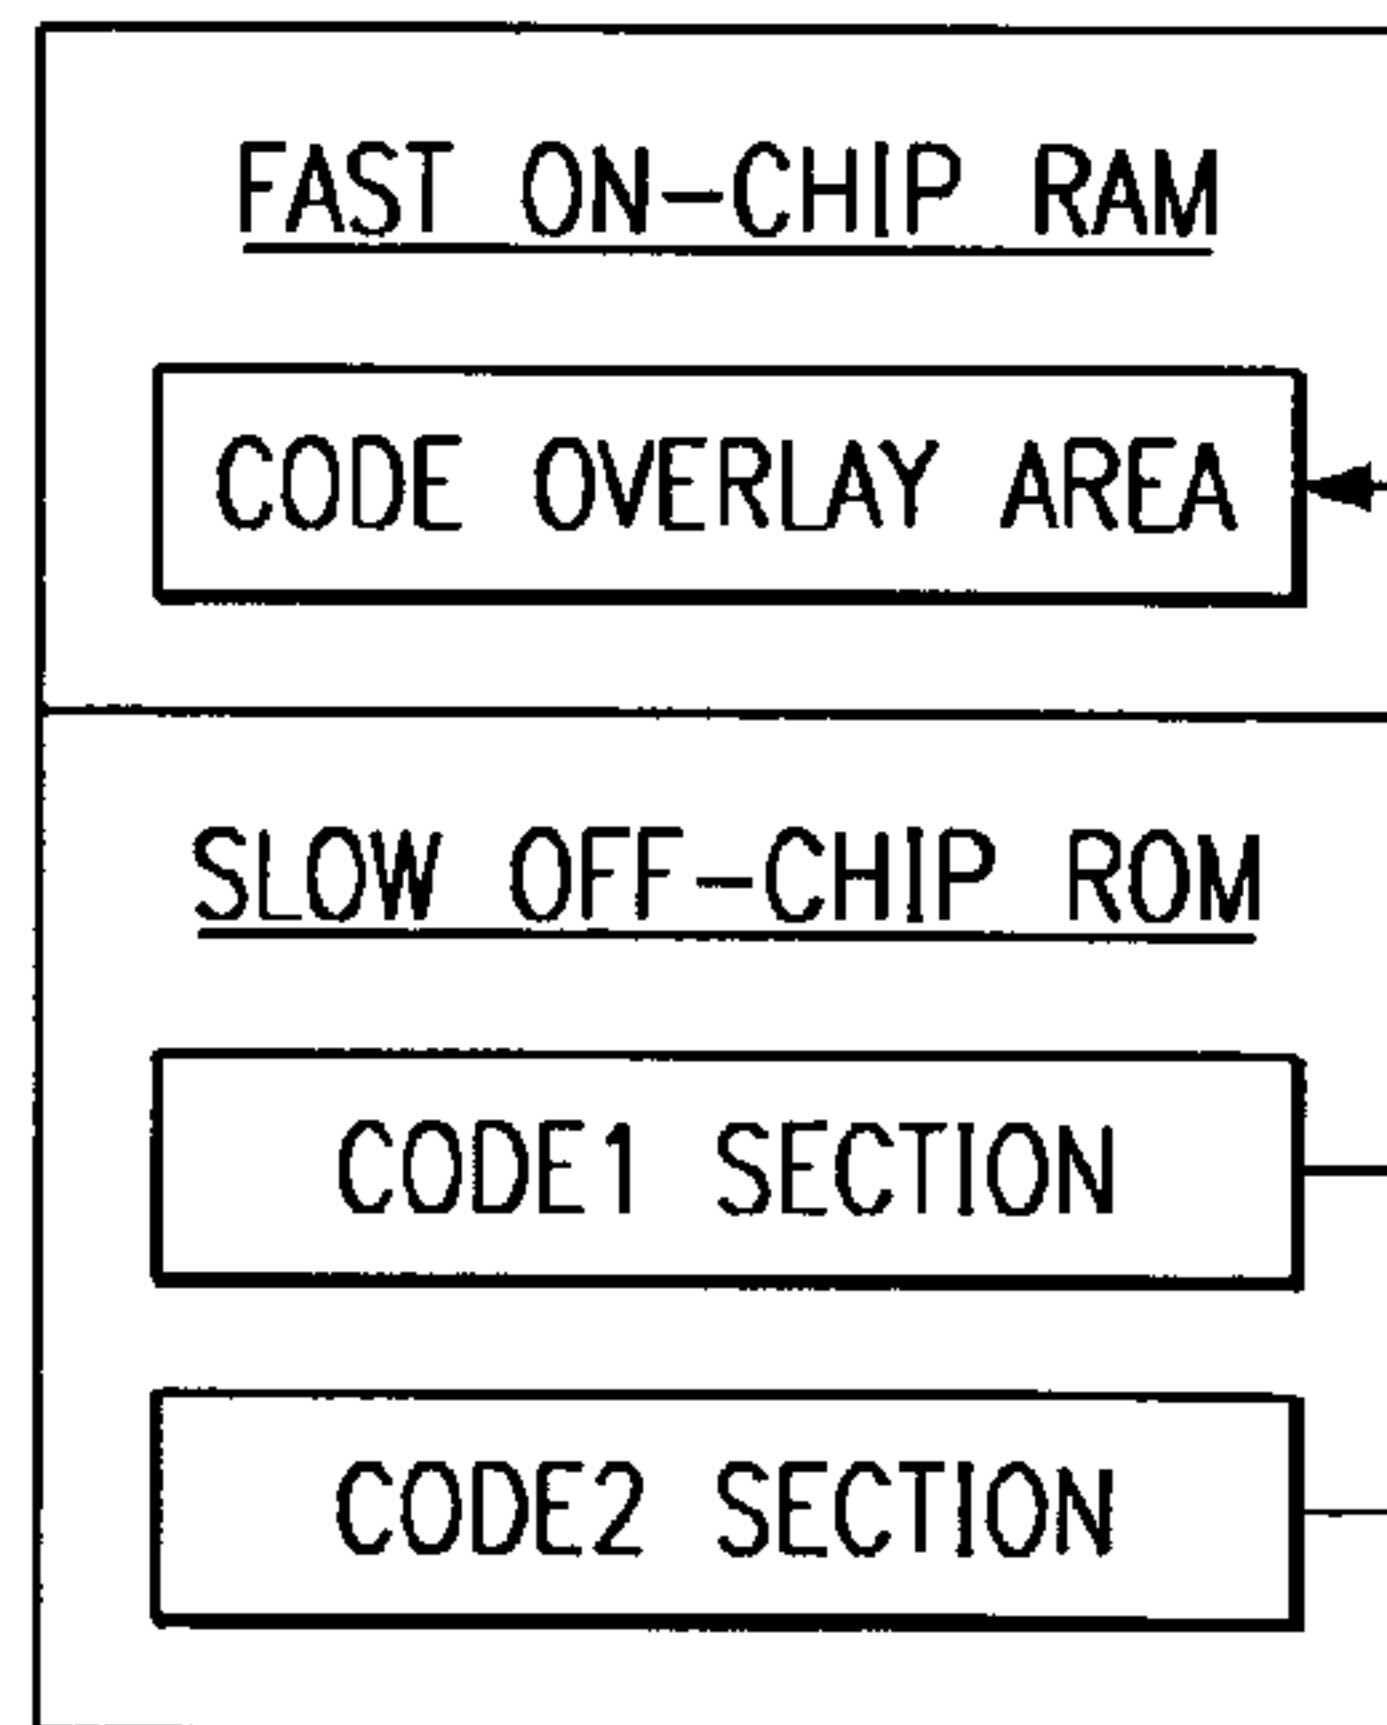 FAST ON-CHIP RAM
CODE OVERLAY AREA
SLOW OFF-CHIP ROM
CODE1 SECTION
CODE2 SECTION